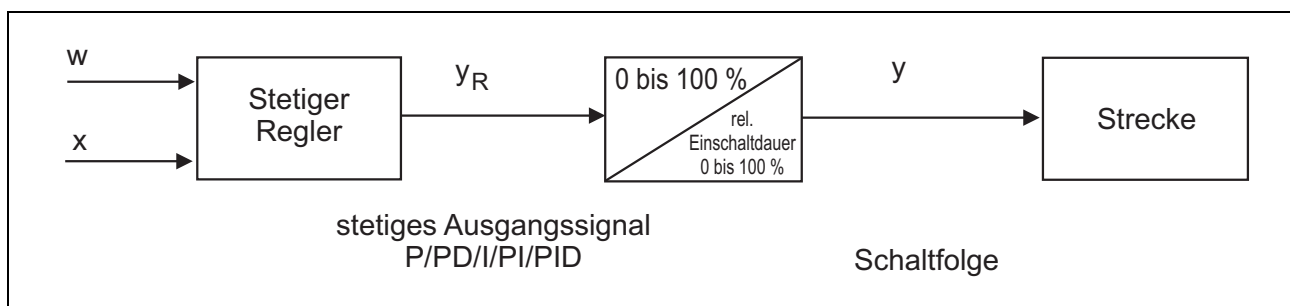 w
x
Stetiger
Regler
y_R
0 bis 100 %
rel.
Einschaltdauer
0 bis 100 %
y
Strecke
stetiges Ausgangssignal
P/PD/I/PI/PID
Schaltfolge